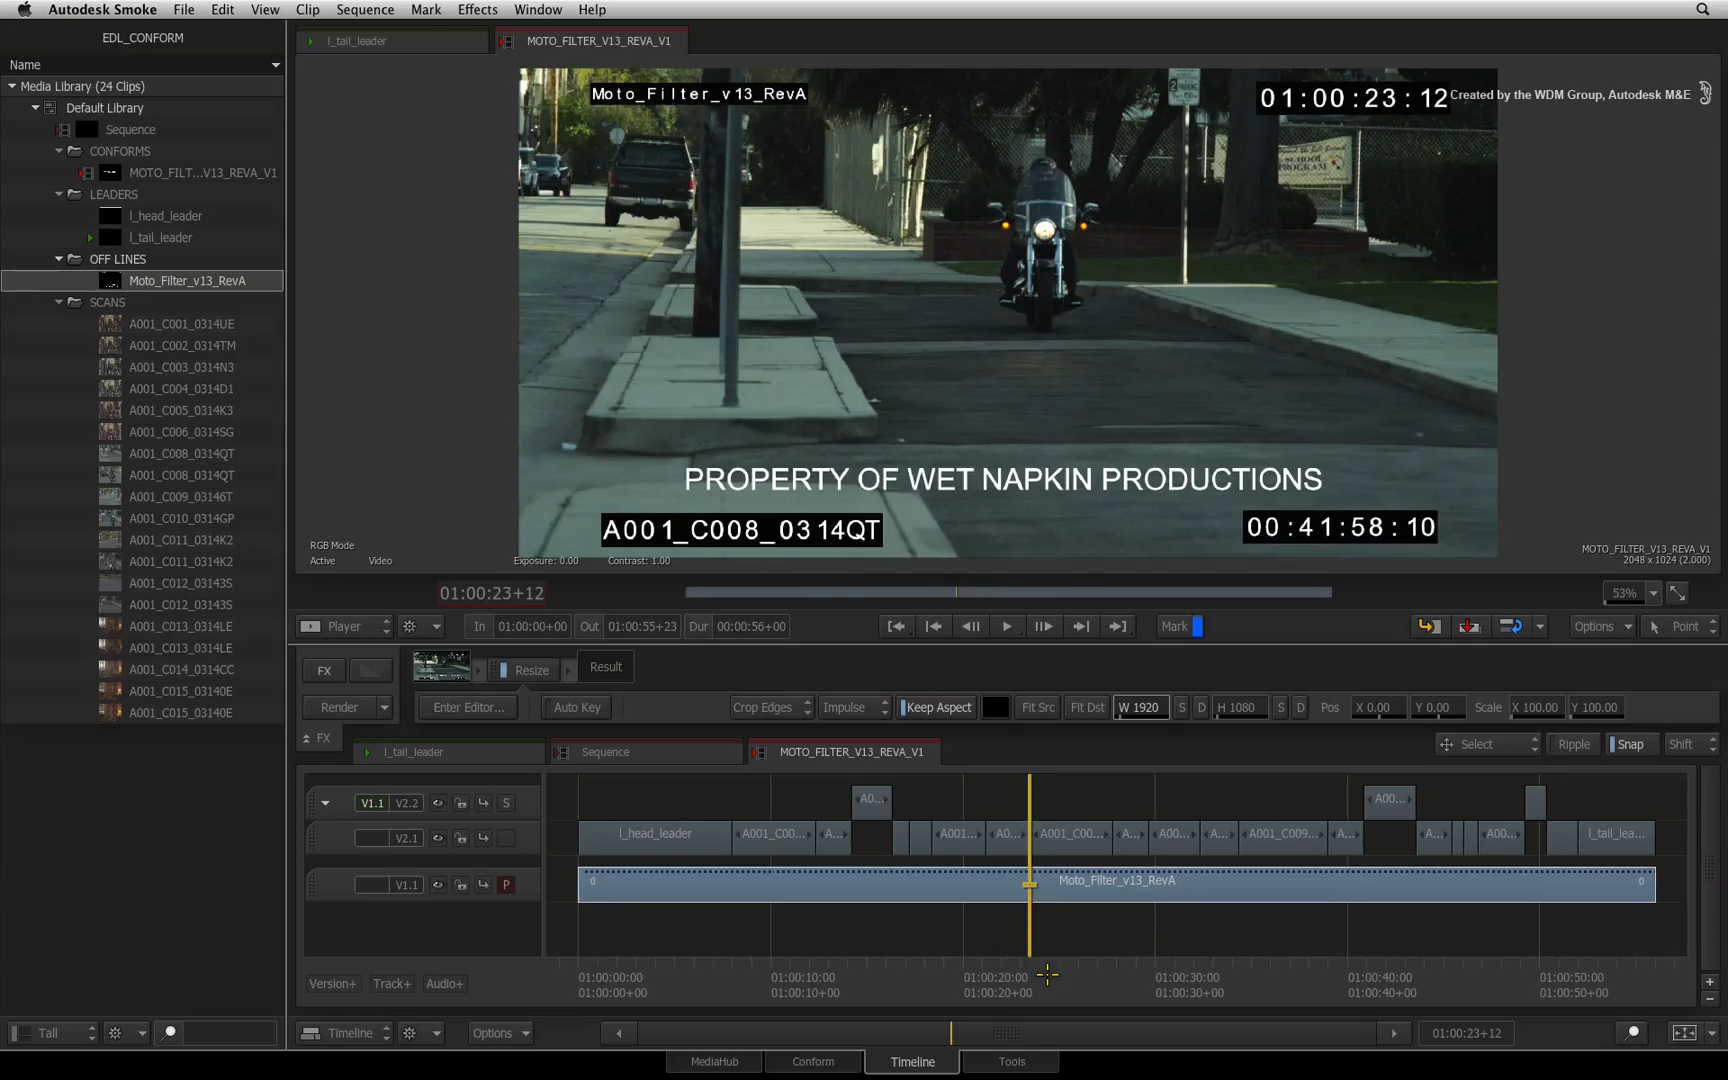 Autodesk Smoke File Edit View Clip Sequence Mark Effects Window Help
EDL_CONFORM
Name
Media Library (24 Clips)
Default Library
Sequence
CONFORMS
MOTO_FILT...V13_REVA_V1
LEADERS
l_head_leader
l_tail_leader
OFF LINES
Moto_Filter_v13_RevA
SCANS
A001_C001_0314UE
A001_C002_0314TM
A001_C003_0314N3
A001_C004_0314D1
A001_C005_0314K3
A001_C006_0314SG
A001_C008_0314QT
A001_C008_0314QT
A001_C009_03146T
A001_C010_0314GP
A001_C011_0314K2
A001_C011_0314K2
A001_C012_03143S
A001_C012_03143S
A001_C013_0314LE
A001_C013_0314LE
A001_C014_0314CC
A001_C015_03140E
A001_C015_03140E
l_tail_leader MOTO_FILTER_V13_REVA_V1
Moto_Filter_v13_RevA 01:00:23:12 Created by the WDM Group, Autodesk M&E
SCHOOL
PROGRAM
PROPERTY OF WET NAPKIN PRODUCTIONS
A001_C008_0314QT 00:41:58:10
RGB Mode
Active Video Exposure: 0.00 Contrast: 1.00
MOTO_FILTER_V13_REVA_V1
2048 x 1024 (2.000)
01:00:23+12 53%
Player In 01:00:00+00 Out 01:00:55+23 Dur 00:00:56+00 Mark Options Point
FX Resize Result
Render Enter Editor... Auto Key Crop Edges Impulse Keep Aspect Fit Src Fit Dst W 1920 S D H 1080 S D Pos X 0.00 Y 0.00 Scale X 100.00 Y 100.00
FX l_tail_leader Sequence MOTO_FILTER_V13_REVA_V1 Select Ripple Snap Shift
V1.1 V2.2 S A0... A00...
V2.1 l_head_leader A001_C00... A... A001... A0... A001_C00... A... A00... A... A001_C009... A... A... A00... l_tail_lea...
V1.1 P 0 Moto_Filter_v13_RevA 0
Version+ Track+ Audio+
01:00:00:00 01:00:10:00 01:00:20:00 01:00:30:00 01:00:40:00 01:00:50:00
01:00:00+00 01:00:10+00 01:00:20+00 01:00:30+00 01:00:40+00 01:00:50+00
Tall Timeline Options 01:00:23+12
MediaHub Conform Timeline Tools